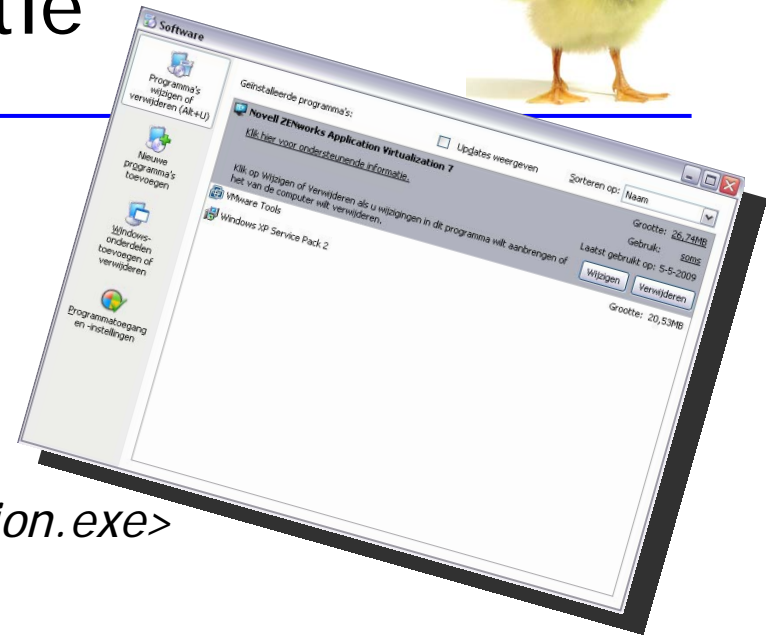 tie
Software
Programma's
wijzigen of
verwijderen (Alt+U)
Nieuwe
programma's
toevoegen
Windows-
onderdelen
toevoegen of
verwijderen
Programmatoegang
en -instellingen
Geïnstalleerde programma's:
Updates weergeven
Sorteren op: Naam
Novell ZENworks Application Virtualization 7
Klik hier voor ondersteunende informatie.
Klik op Wijzigen of Verwijderen als u wijzigingen in dit programma wilt aanbrengen of
het van de computer wilt verwijderen.
Grootte: 26,74MB
Gebruik: soms
Laatst gebruikt op: 5-5-2009
Wijzigen Verwijderen
VMware Tools
Grootte: 20,53MB
Windows XP Service Pack 2
ion.exe>